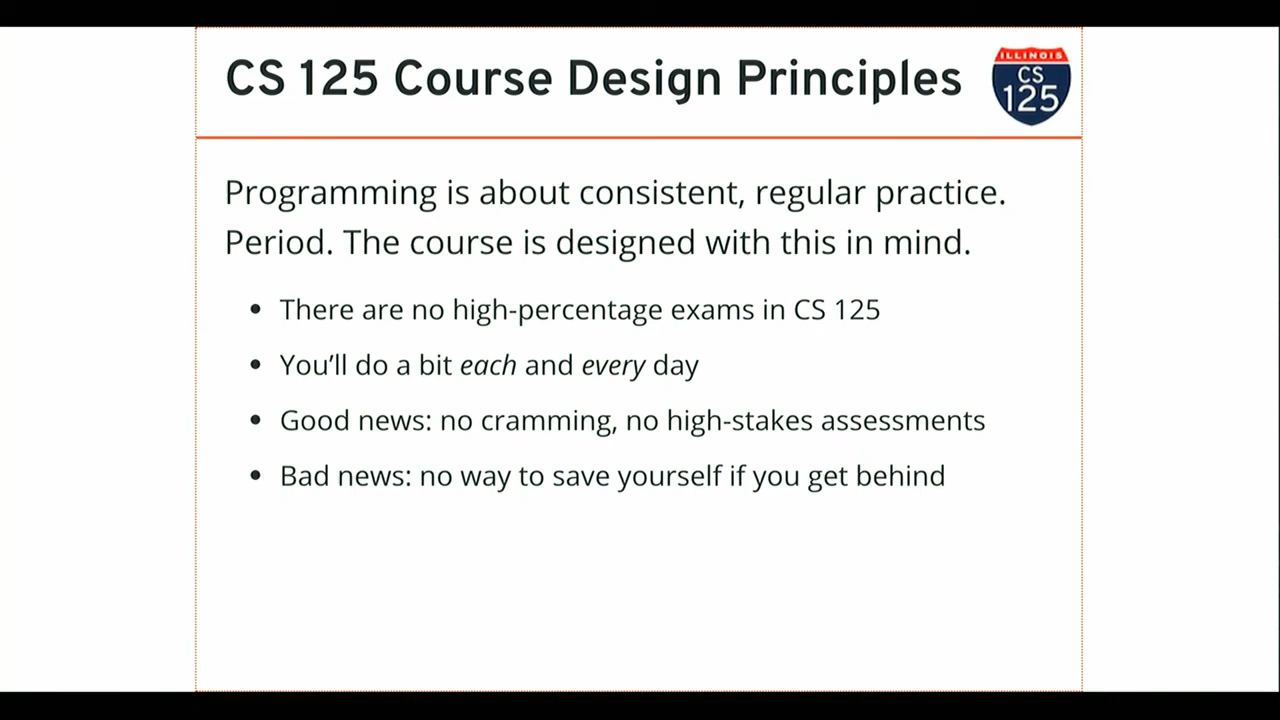 CS 125 Course Design Principles
ILLINOIS
CS
125
Programming is about consistent, regular practice.
Period. The course is designed with this in mind.
• There are no high-percentage exams in CS 125
• You’ll do a bit each and every day
• Good news: no cramming, no high-stakes assessments
• Bad news: no way to save yourself if you get behind